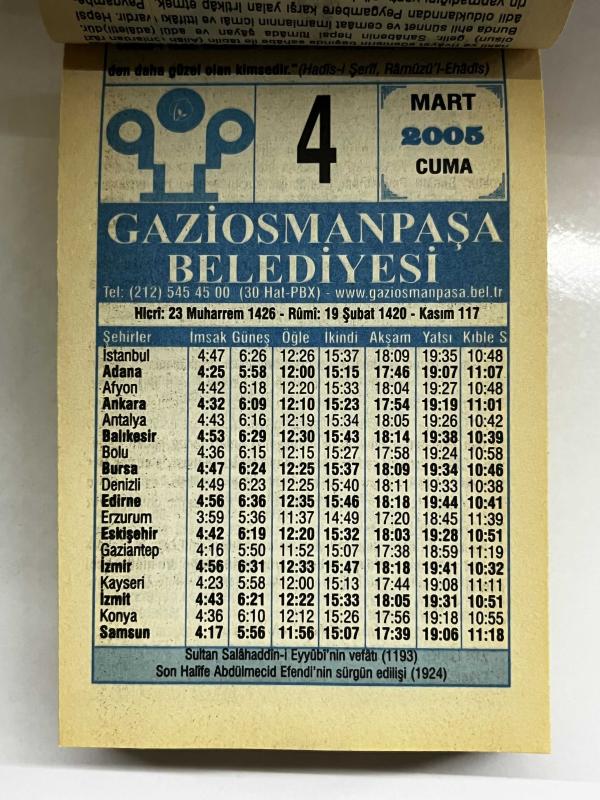 den daha güzel olan kimsedir." (Hadîs-i Şerîf, Râmûzü'l-Ehâdîs)
4
MART
2005
CUMA
GAZİOSMANPAŞA
BELEDİYESİ
Tel: (212) 545 45 00 (30 Hat-PBX) - www.gaziosmanpasa.bel.tr
Hicrî: 23 Muharrem 1426 - Rûmî: 19 Şubat 1420 - Kasım 117
Şehirler İmsak Güneş Öğle İkindi Akşam Yatsı Kıble S
İstanbul 4:47 6:26 12:26 15:37 18:09 19:35 10:48
Adana 4:25 5:58 12:00 15:15 17:46 19:07 11:07
Afyon 4:42 6:18 12:20 15:33 18:04 19:27 10:48
Ankara 4:32 6:09 12:10 15:23 17:54 19:19 11:01
Antalya 4:43 6:16 12:19 15:34 18:05 19:26 10:42
Balıkesir 4:53 6:29 12:30 15:43 18:14 19:38 10:39
Bolu 4:36 6:15 12:15 15:27 17:58 19:24 10:58
Bursa 4:47 6:24 12:25 15:37 18:09 19:34 10:46
Denizli 4:49 6:23 12:25 15:40 18:11 19:33 10:38
Edirne 4:56 6:36 12:35 15:46 18:18 19:44 10:41
Erzurum 3:59 5:36 11:37 14:49 17:20 18:45 11:39
Eskişehir 4:42 6:19 12:20 15:32 18:03 19:28 10:51
Gaziantep 4:16 5:50 11:52 15:07 17:38 18:59 11:19
İzmir 4:56 6:31 12:33 15:47 18:18 19:41 10:32
Kayseri 4:23 5:58 12:00 15:13 17:44 19:08 11:11
İzmit 4:43 6:21 12:22 15:33 18:05 19:31 10:51
Konya 4:36 6:10 12:12 15:26 17:56 19:18 10:55
Samsun 4:17 5:56 11:56 15:07 17:39 19:06 11:18
Sultan Salâhaddîn-i Eyyûbî'nin vefâtı (1193)
Son Halîfe Abdülmecid Efendi'nin sürgün edilişi (1924)